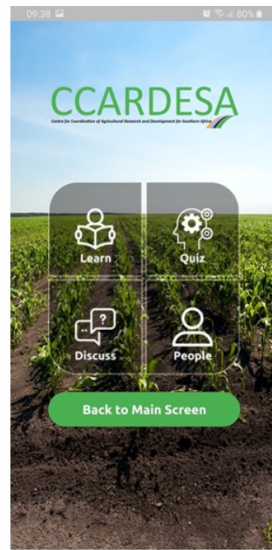 09:38
80%
CCARDESA
Centre for Coordination of Agricultural Research and Development for Southern Africa
Learn
Quiz
Discuss
People
Back to Main Screen